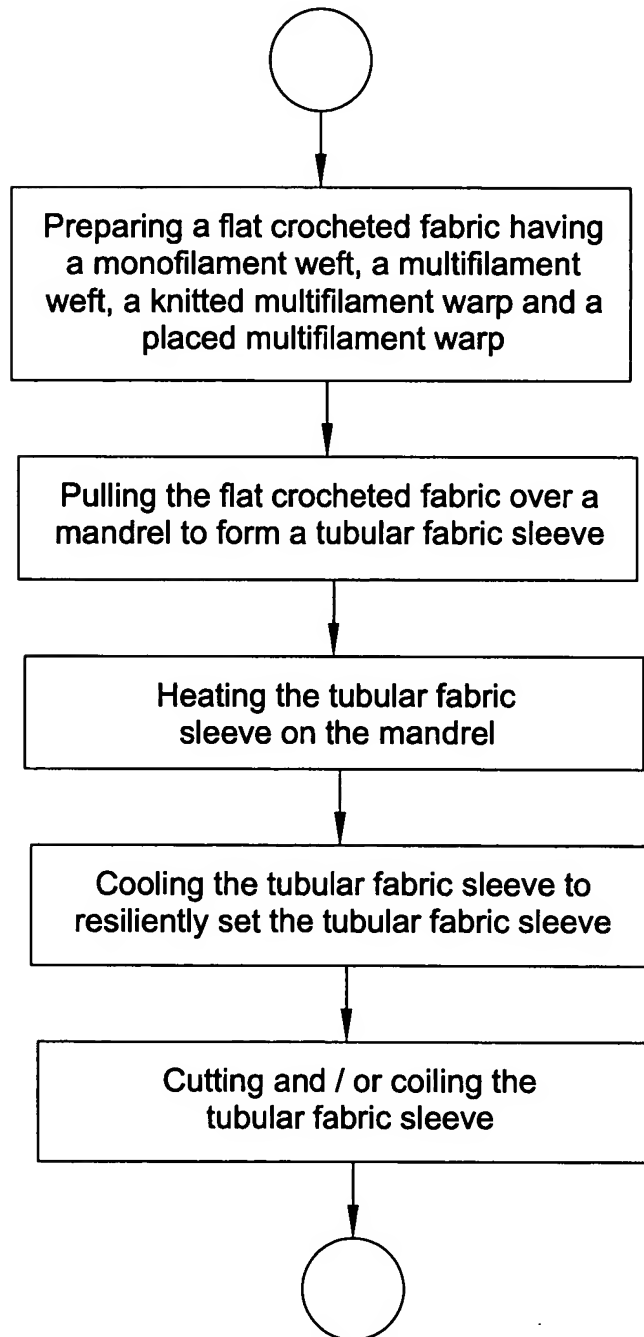 Preparing a flat crocheted fabric having
a monofilament weft, a multifilament
weft, a knitted multifilament warp and a
placed multifilament warp
Pulling the flat crocheted fabric over a
mandrel to form a tubular fabric sleeve
Heating the tubular fabric
sleeve on the mandrel
Cooling the tubular fabric sleeve to
resiliently set the tubular fabric sleeve
Cutting and / or coiling the
tubular fabric sleeve